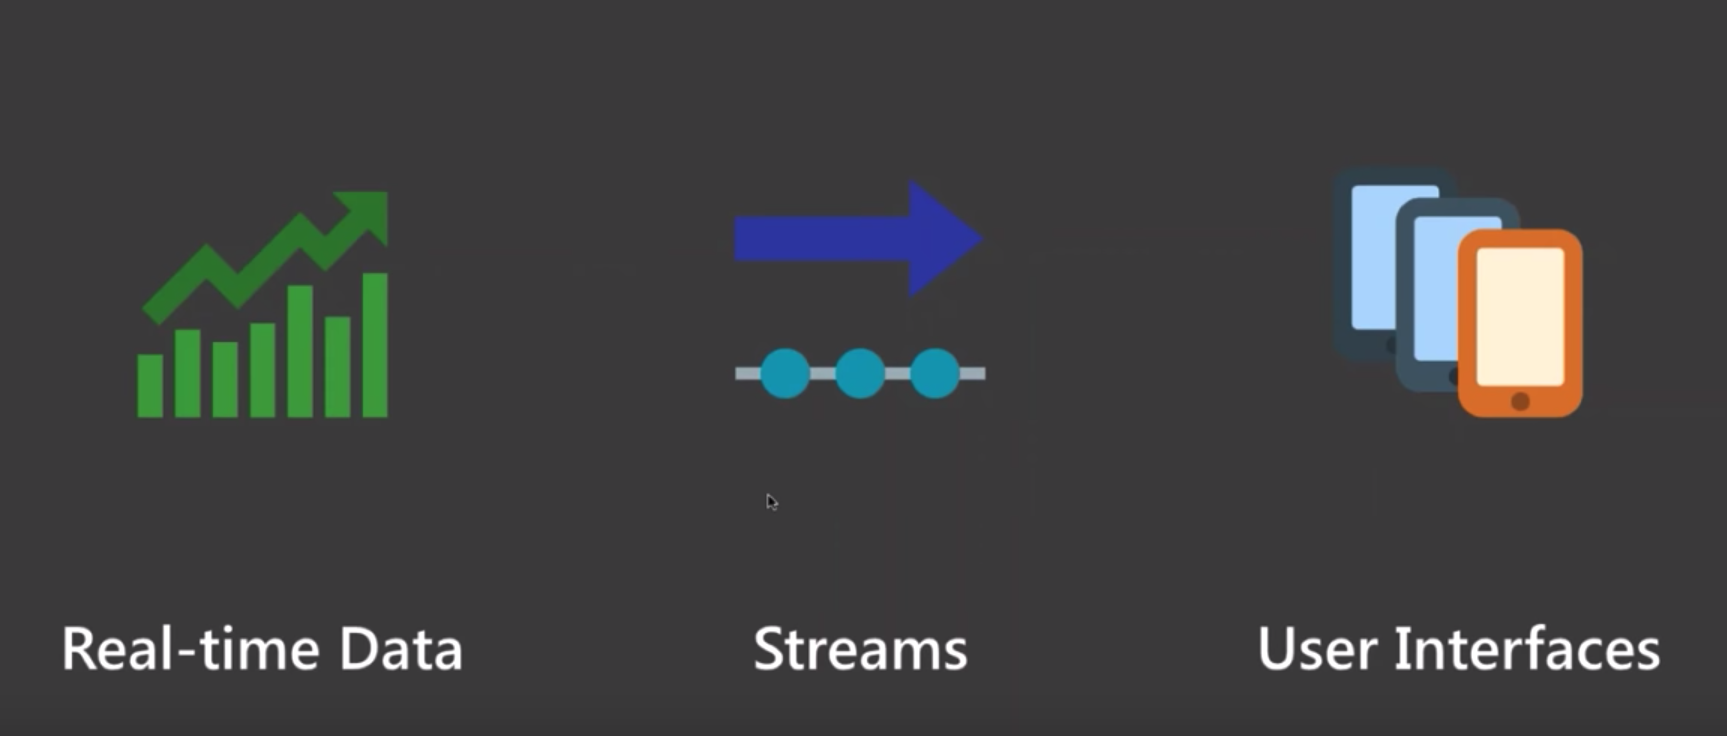 Real-time Data
Streams
User Interfaces